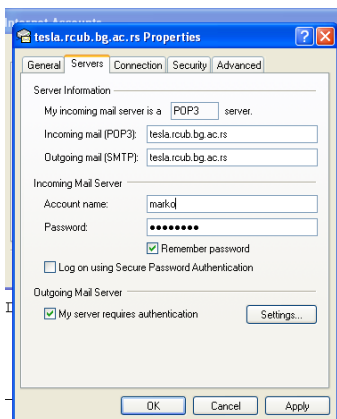 Internet Accounts
tesla.rcub.bg.ac.rs Properties
General Servers Connection Security Advanced
Server Information
My incoming mail server is a POP3 server.
Incoming mail (POP3): tesla.rcub.bg.ac.rs
Outgoing mail (SMTP): tesla.rcub.bg.ac.rs
Incoming Mail Server
Account name: marko
Password: ●●●●●●●●
Remember password
Log on using Secure Password Authentication
Outgoing Mail Server
My server requires authentication Settings...
OK Cancel Apply